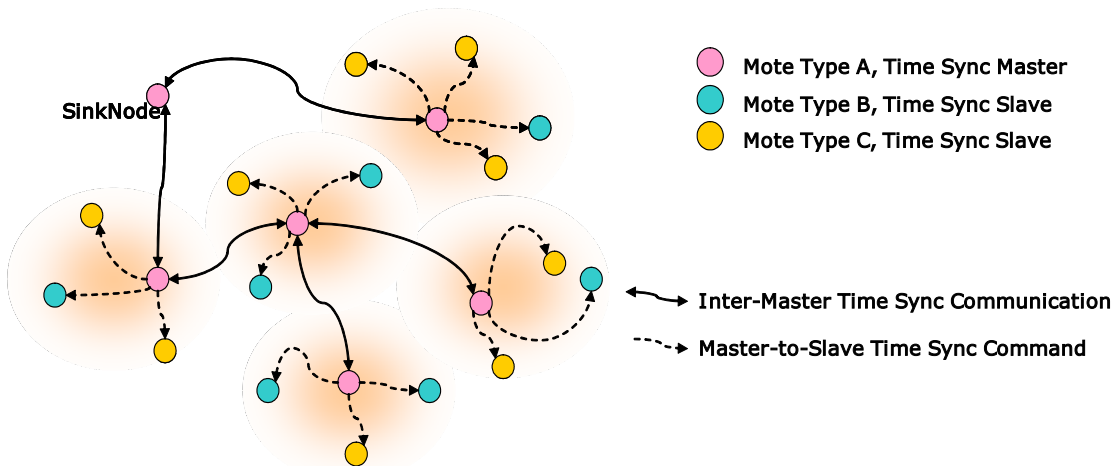 SinkNode
Mote Type A, Time Sync Master
Mote Type B, Time Sync Slave
Mote Type C, Time Sync Slave
Inter-Master Time Sync Communication
Master-to-Slave Time Sync Command